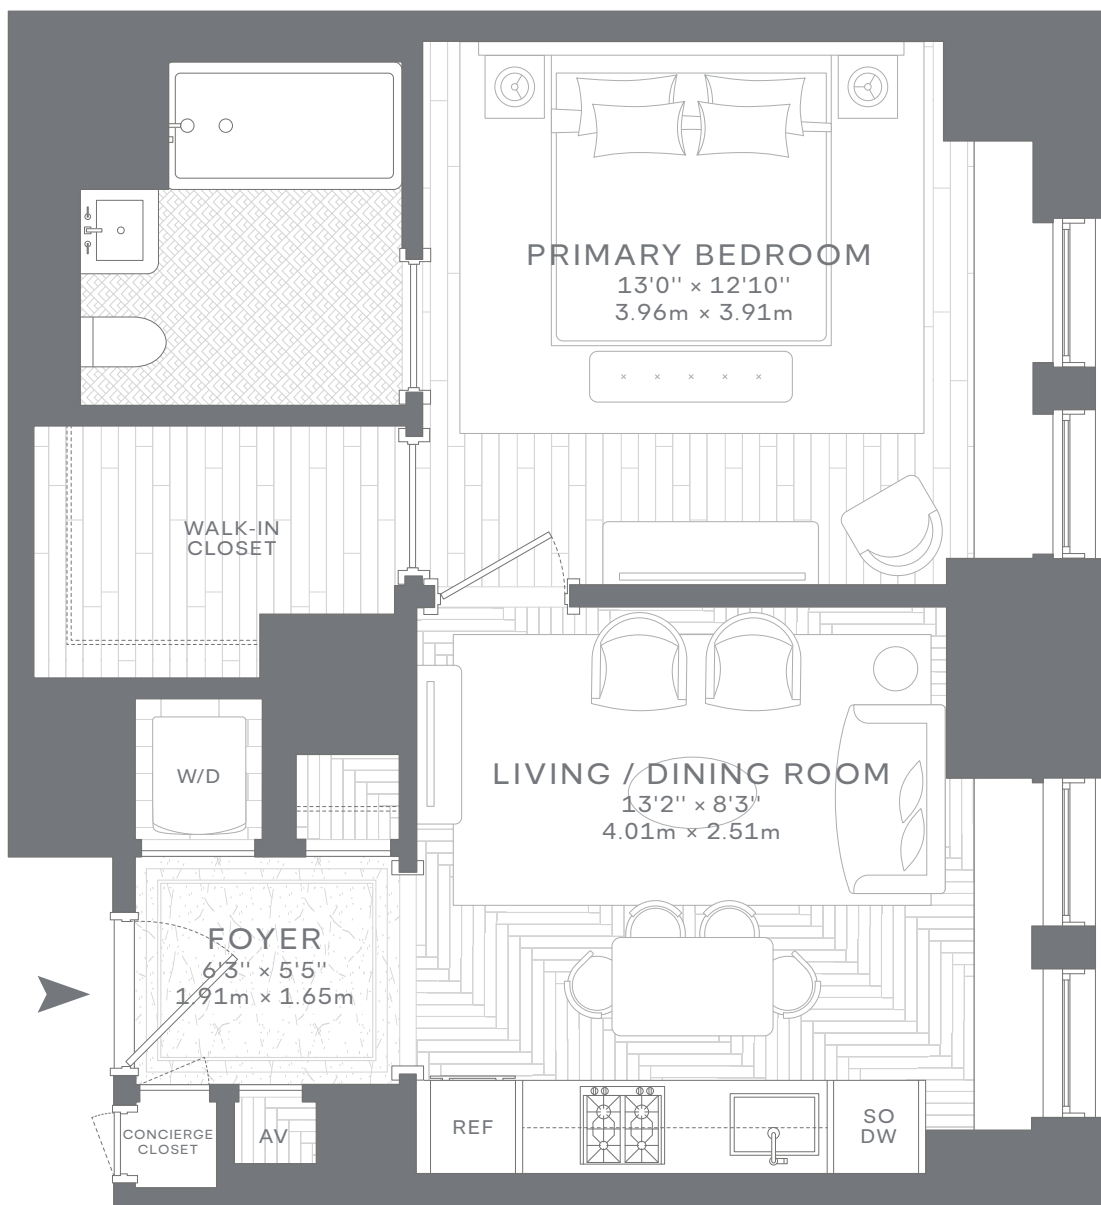 PRIMARY BEDROOM
13'0'' × 12'10''
3.96m × 3.91m
WALK-IN
CLOSET
W/D
LIVING / DINING ROOM
13'2'' × 8'3''
4.01m × 2.51m
FOYER
6'3'' × 5'5''
1.91m × 1.65m
CONCIERGE
CLOSET
AV
REF
SO
DW